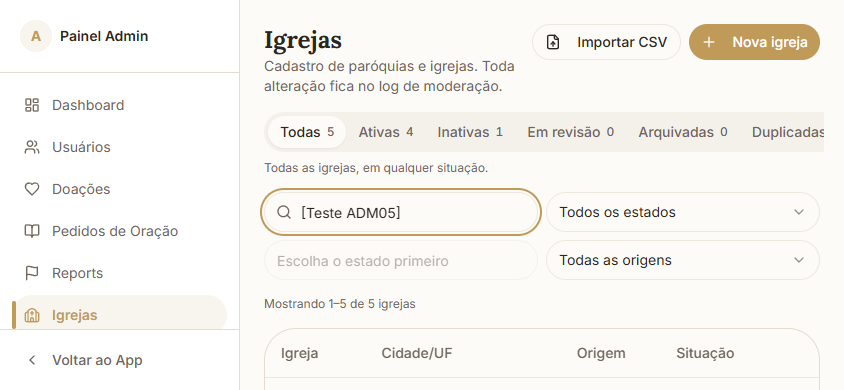 A Painel Admin
Dashboard
Usuários
Doações
Pedidos de Oração
Reports
Igrejas
Voltar ao App
Igrejas
Cadastro de paróquias e igrejas. Toda
alteração fica no log de moderação.
Importar CSV
+ Nova igreja
Todas 5 Ativas 4 Inativas 1 Em revisão 0 Arquivadas 0 Duplicadas
Todas as igrejas, em qualquer situação.
[Teste ADM05] Todos os estados
Escolha o estado primeiro Todas as origens
Mostrando 1–5 de 5 igrejas
Igreja Cidade/UF Origem Situação